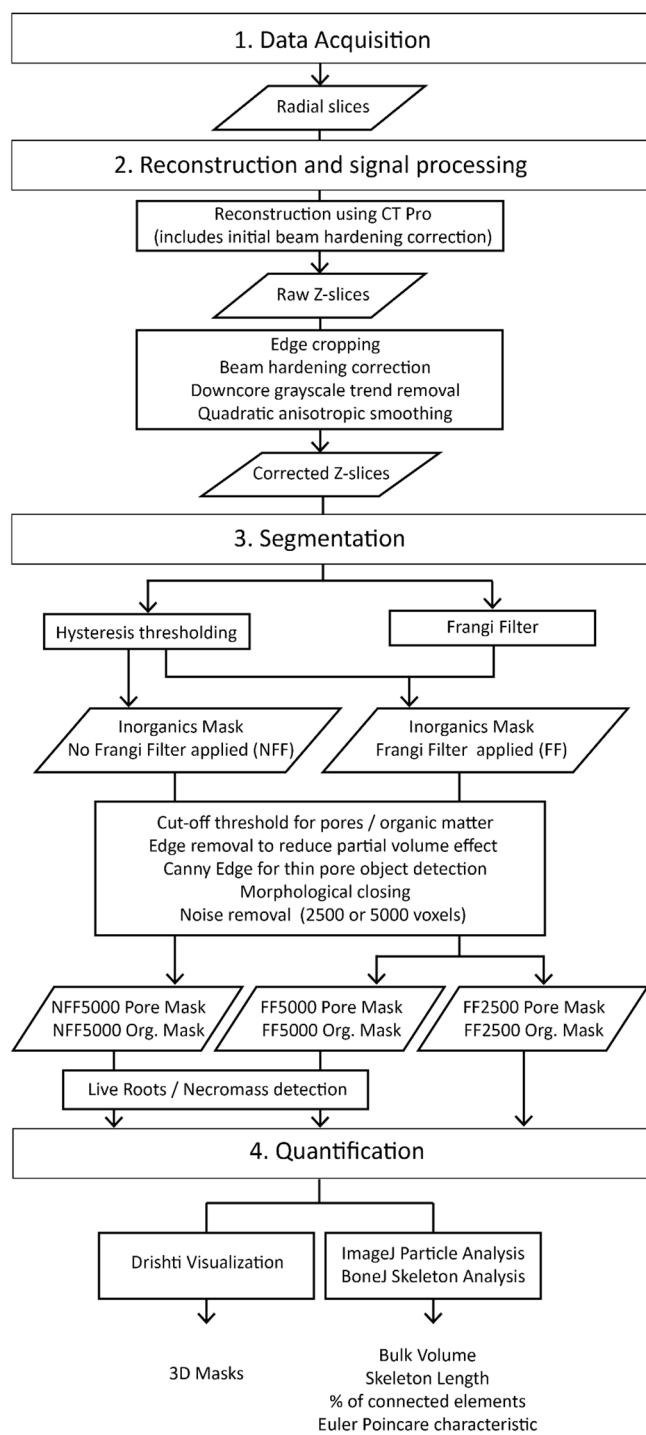 1. Data Acquisition
Radial slices
2. Reconstruction and signal processing
Reconstruction using CT Pro
(includes initial beam hardening correction)
Raw Z-slices
Edge cropping
Beam hardening correction
Downcore grayscale trend removal
Quadratic anisotropic smoothing
Corrected Z-slices
3. Segmentation
Hysteresis thresholding
Frangi Filter
Inorganics Mask
No Frangi Filter applied (NFF)
Inorganics Mask
Frangi Filter applied (FF)
Cut-off threshold for pores / organic matter
Edge removal to reduce partial volume effect
Canny Edge for thin pore object detection
Morphological closing
Noise removal (2500 or 5000 voxels)
NFF5000 Pore Mask
NFF5000 Org. Mask
FF5000 Pore Mask
FF5000 Org. Mask
FF2500 Pore Mask
FF2500 Org. Mask
Live Roots / Necromass detection
4. Quantification
Drishti Visualization
ImageJ Particle Analysis
BoneJ Skeleton Analysis
3D Masks
Bulk Volume
Skeleton Length
% of connected elements
Euler Poincare characteristic